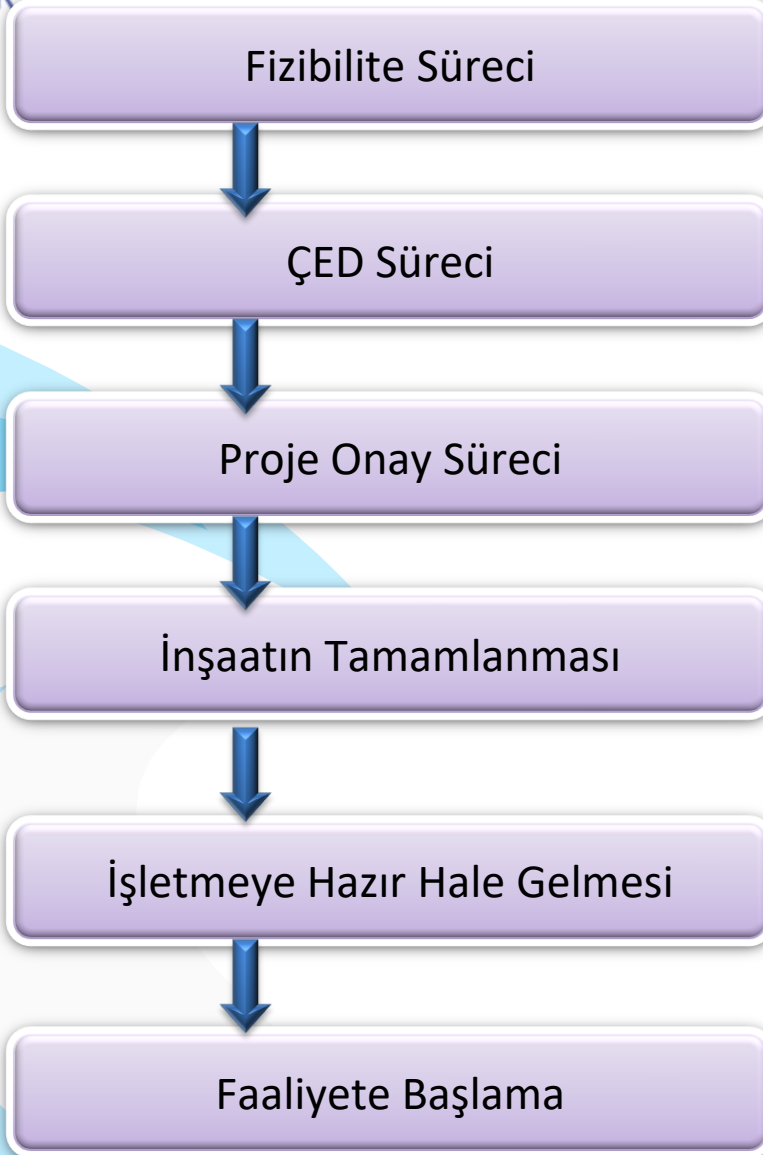 Fizibilite Süreci
ÇED Süreci
Proje Onay Süreci
İnşaatın Tamamlanması
İşletmeye Hazır Hale Gelmesi
Faaliyete Başlama